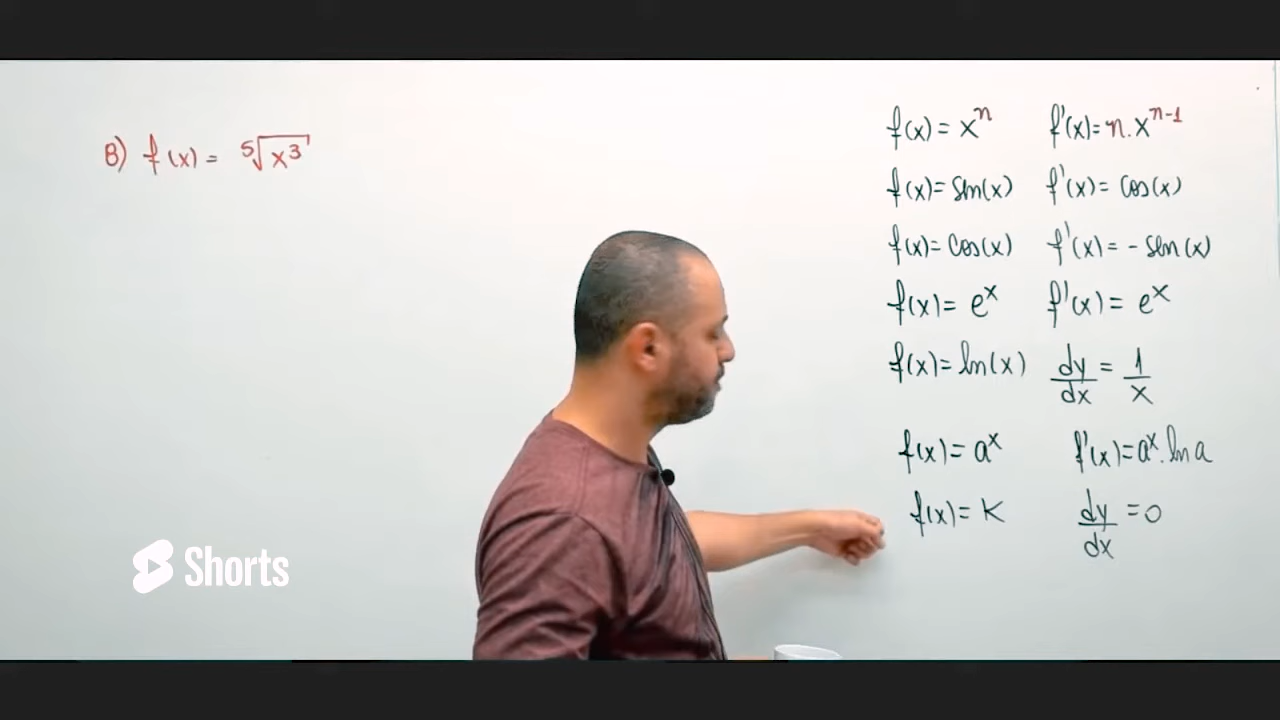 8) f(x) = ⁵√x³
f(x) = xⁿ f'(x) = n.xⁿ⁻¹
f(x) = sen(x) f'(x) = cos(x)
f(x) = cos(x) f'(x) = - sen(x)
f(x) = eˣ f'(x) = eˣ
f(x) = ln(x) dy/dx = 1/x
f(x) = aˣ f'(x) = aˣ.ln a
f(x) = K dy/dx = 0
Shorts